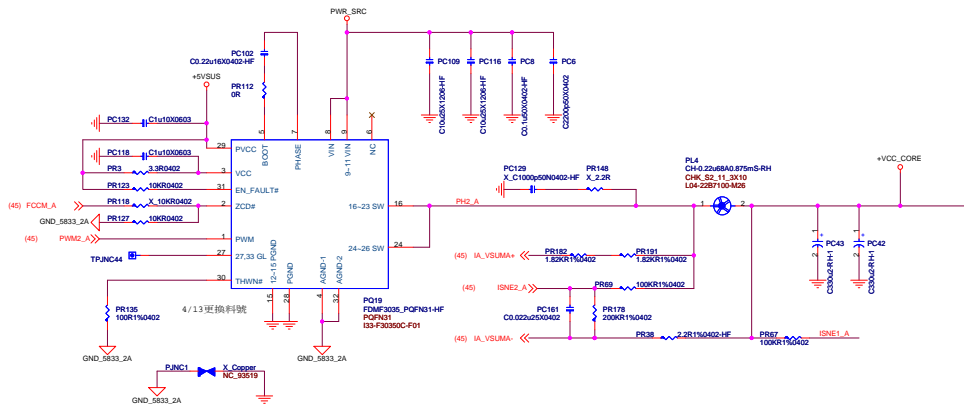 PWR_SRC
PC102
C0.22u16X0402-HF
+5VSUS
PR112
0R
PC109
C10u25X1206-HF
PC116
C10u25X1206-HF
PC8
C0.1u50X0402-HF
PC6
C2200p50X0402
PC132
C1u10X0603
PC118
C1u10X0603
PR3
3.3R0402
PR123
10KR0402
(45) FCCM_A
PR118
X_10KR0402
GND_5833_2A
PR127
10KR0402
(45) PWM2_A
TPJNC44
5
7
8
9
6
BOOT
PHASE
VIN
9~11 VIN
NC
29
PVCC
3
VCC
31
EN_FAULT#
2
ZCD#
1
PWM
27
27,33 GL
30
THWN#
16~23 SW
16
24~26 SW
24
12~15 PGND
PGND
AGND-1
AGND-2
15
28
4
32
PQ19
FDMF3035_PQFN31-HF
PQFN31
I33-F30350C-F01
4/13更換料號
PR135
100R1%0402
GND_5833_2A
GND_5833_2A
PJNC1
X_Copper
NC_93519
GND_5833_2A
PC129
X_C1000p50N0402-HF
PR148
X_2.2R
PH2_A
PL4
CH-0.22u68A0.875mS-RH
CHK_S2_11_3X10
L04-22B7100-M26
1
2
+VCC_CORE
1
+
2
PC43
C330u2-RH-1
1
+
2
PC42
C330u2-RH-1
(45) IA_VSUMA+
PR182
1.82KR1%0402
PR191
1.82KR1%0402
(45) ISNE2_A
PR69
100KR1%0402
PC161
C0.022u25X0402
PR178
200KR1%0402
(45) IA_VSUMA-
PR38
2.2R1%0402-HF
PR67
100KR1%0402
ISNE1_A